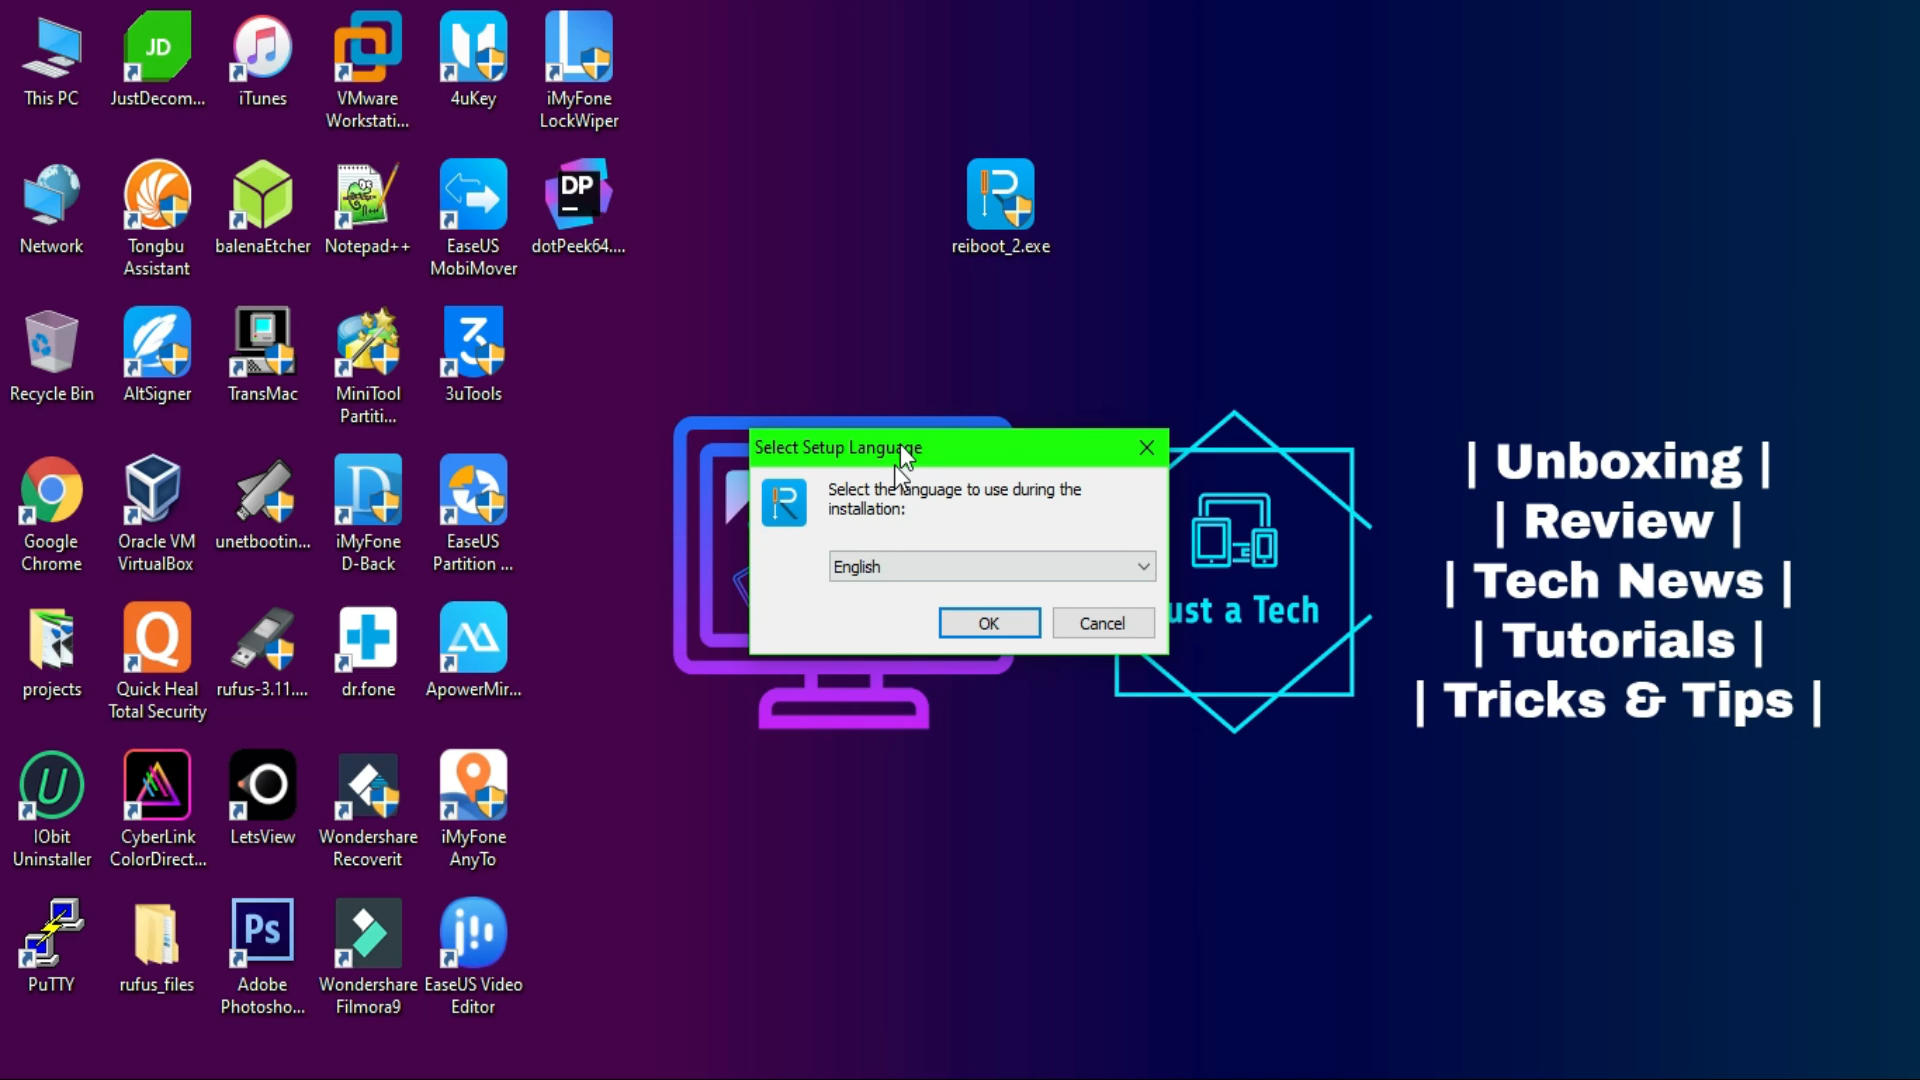 This PC
JD
JustDecom...
iTunes
VMware
Workstati...
4uKey
iMyFone
LockWiper
Network
Tongbu
Assistant
balenaEtcher
Notepad++
EaseUS
MobiMover
DP
dotPeek64....
reiboot_2.exe
Recycle Bin
AltSigner
TransMac
MiniTool
Partiti...
3uTools
Select Setup Language
Select the language to use during the
installation:
English
OK
Cancel
ust a Tech
| Unboxing |
| Review |
| Tech News |
| Tutorials |
| Tricks & Tips |
Google
Chrome
Oracle VM
VirtualBox
unetbootin...
iMyFone
D-Back
EaseUS
Partition ...
projects
Quick Heal
Total Security
rufus-3.11....
dr.fone
ApowerMir...
IObit
Uninstaller
CyberLink
ColorDirect...
LetsView
Wondershare
Recoverit
iMyFone
AnyTo
PuTTY
rufus_files
Ps
Adobe
Photosho...
Wondershare
Filmora9
EaseUS Video
Editor